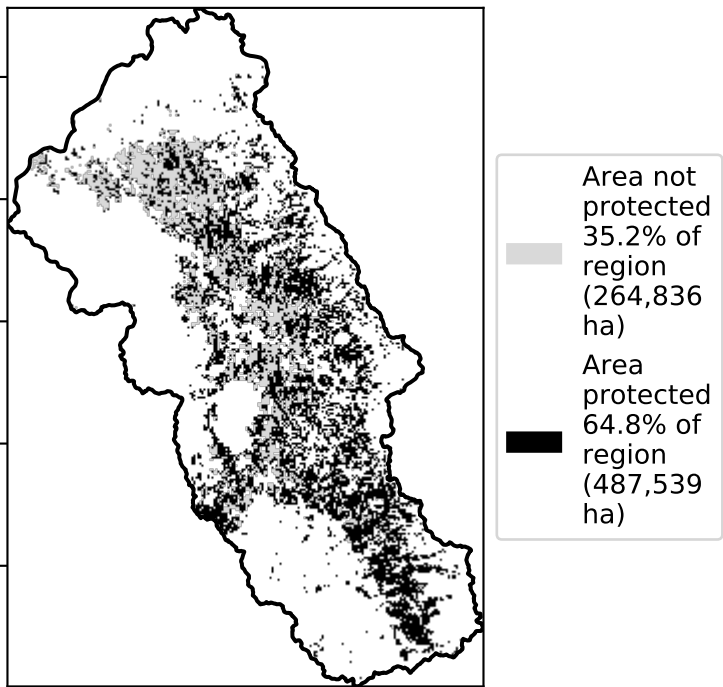 Area not
protected
35.2% of
region
(264,836
ha)
Area
protected
64.8% of
region
(487,539
ha)